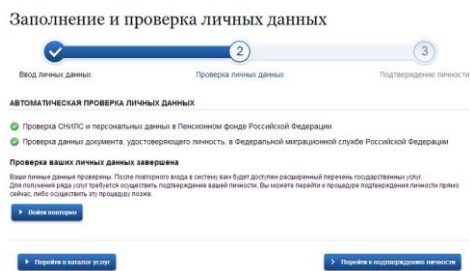 Заполнение и проверка личных данных
2
3
Ввод личных данных
Проверка личных данных
Подтверждение личности
АВТОМАТИЧЕСКАЯ ПРОВЕРКА ЛИЧНЫХ ДАННЫХ
Проверка СНИЛС и персональных данных в Пенсионном фонде Российской Федерации
Проверка данных документа, удостоверяющего личность, в Федеральной миграционной службе Российской Федерации
Проверка ваших личных данных завершена
Ваши личные данные проверены. После повторного входа в систему вам будет доступен расширенный перечень государственных услуг.
Для получения ряда услуг требуется осуществить подтверждение вашей личности. Вы можете перейти к процедуре подтверждения личности прямо
сейчас, либо осуществить эту процедуру позже.
Войти повторно
Перейти в каталог услуг
Перейти к подтверждению личности